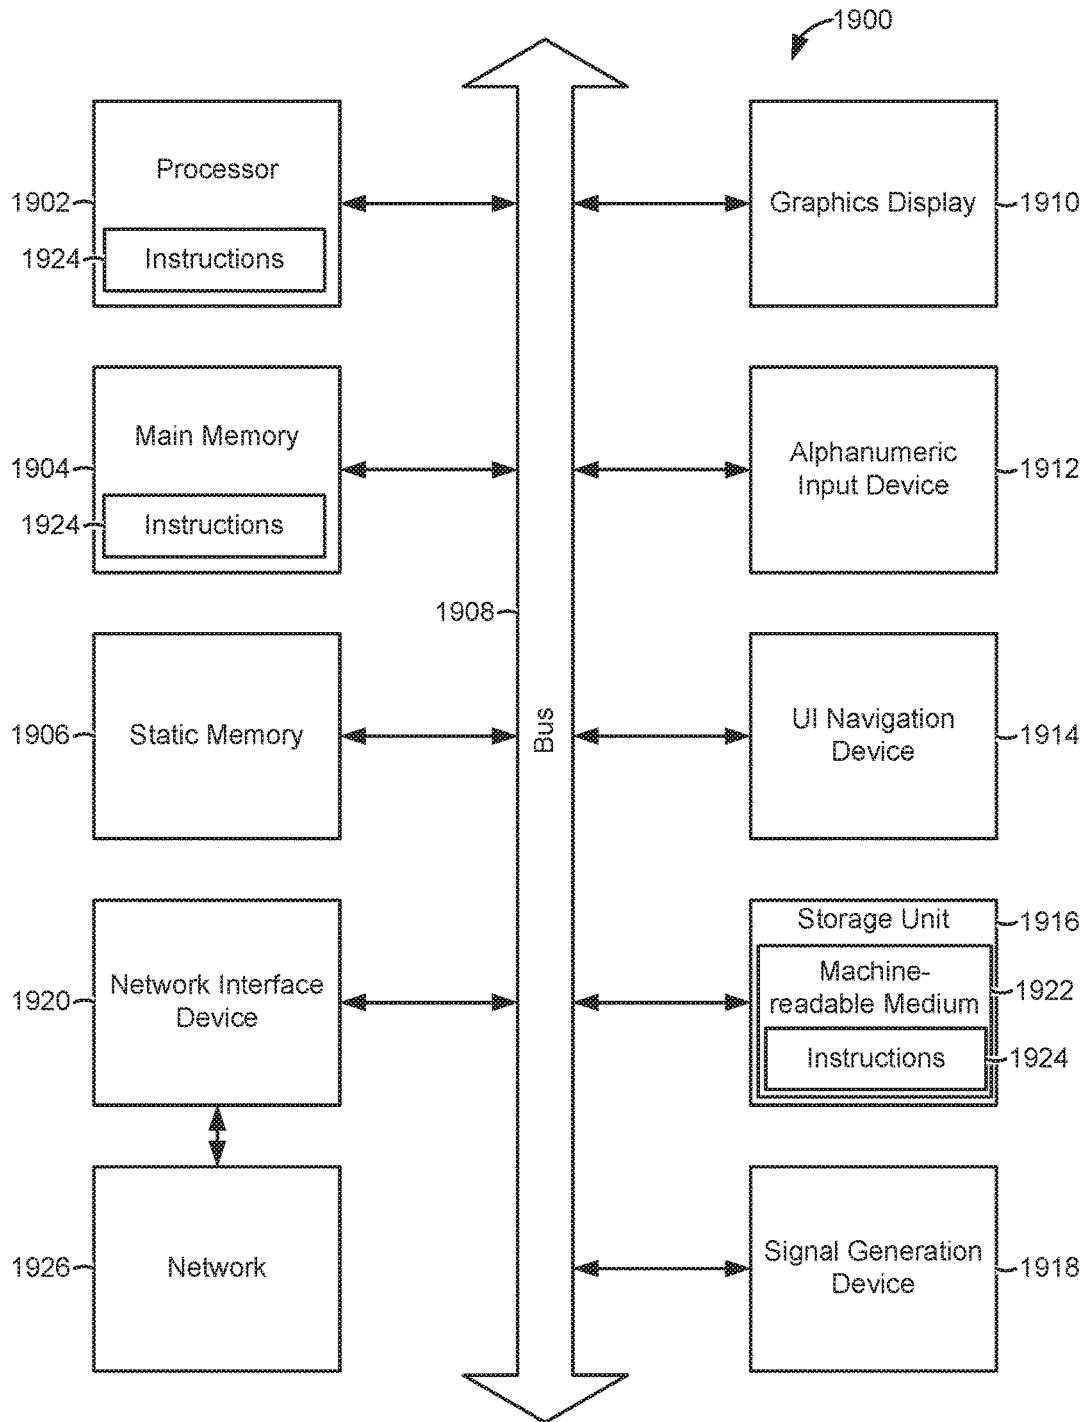 1900
Processor
1902
1924
Instructions
Graphics Display
1910
Main Memory
1904
1924
Instructions
Alphanumeric
Input Device
1912
1908
Bus
1906
Static Memory
UI Navigation
Device
1914
1920
Network Interface
Device
Storage Unit
1916
Machine-
readable Medium
1922
Instructions
1924
1926
Network
Signal Generation
Device
1918